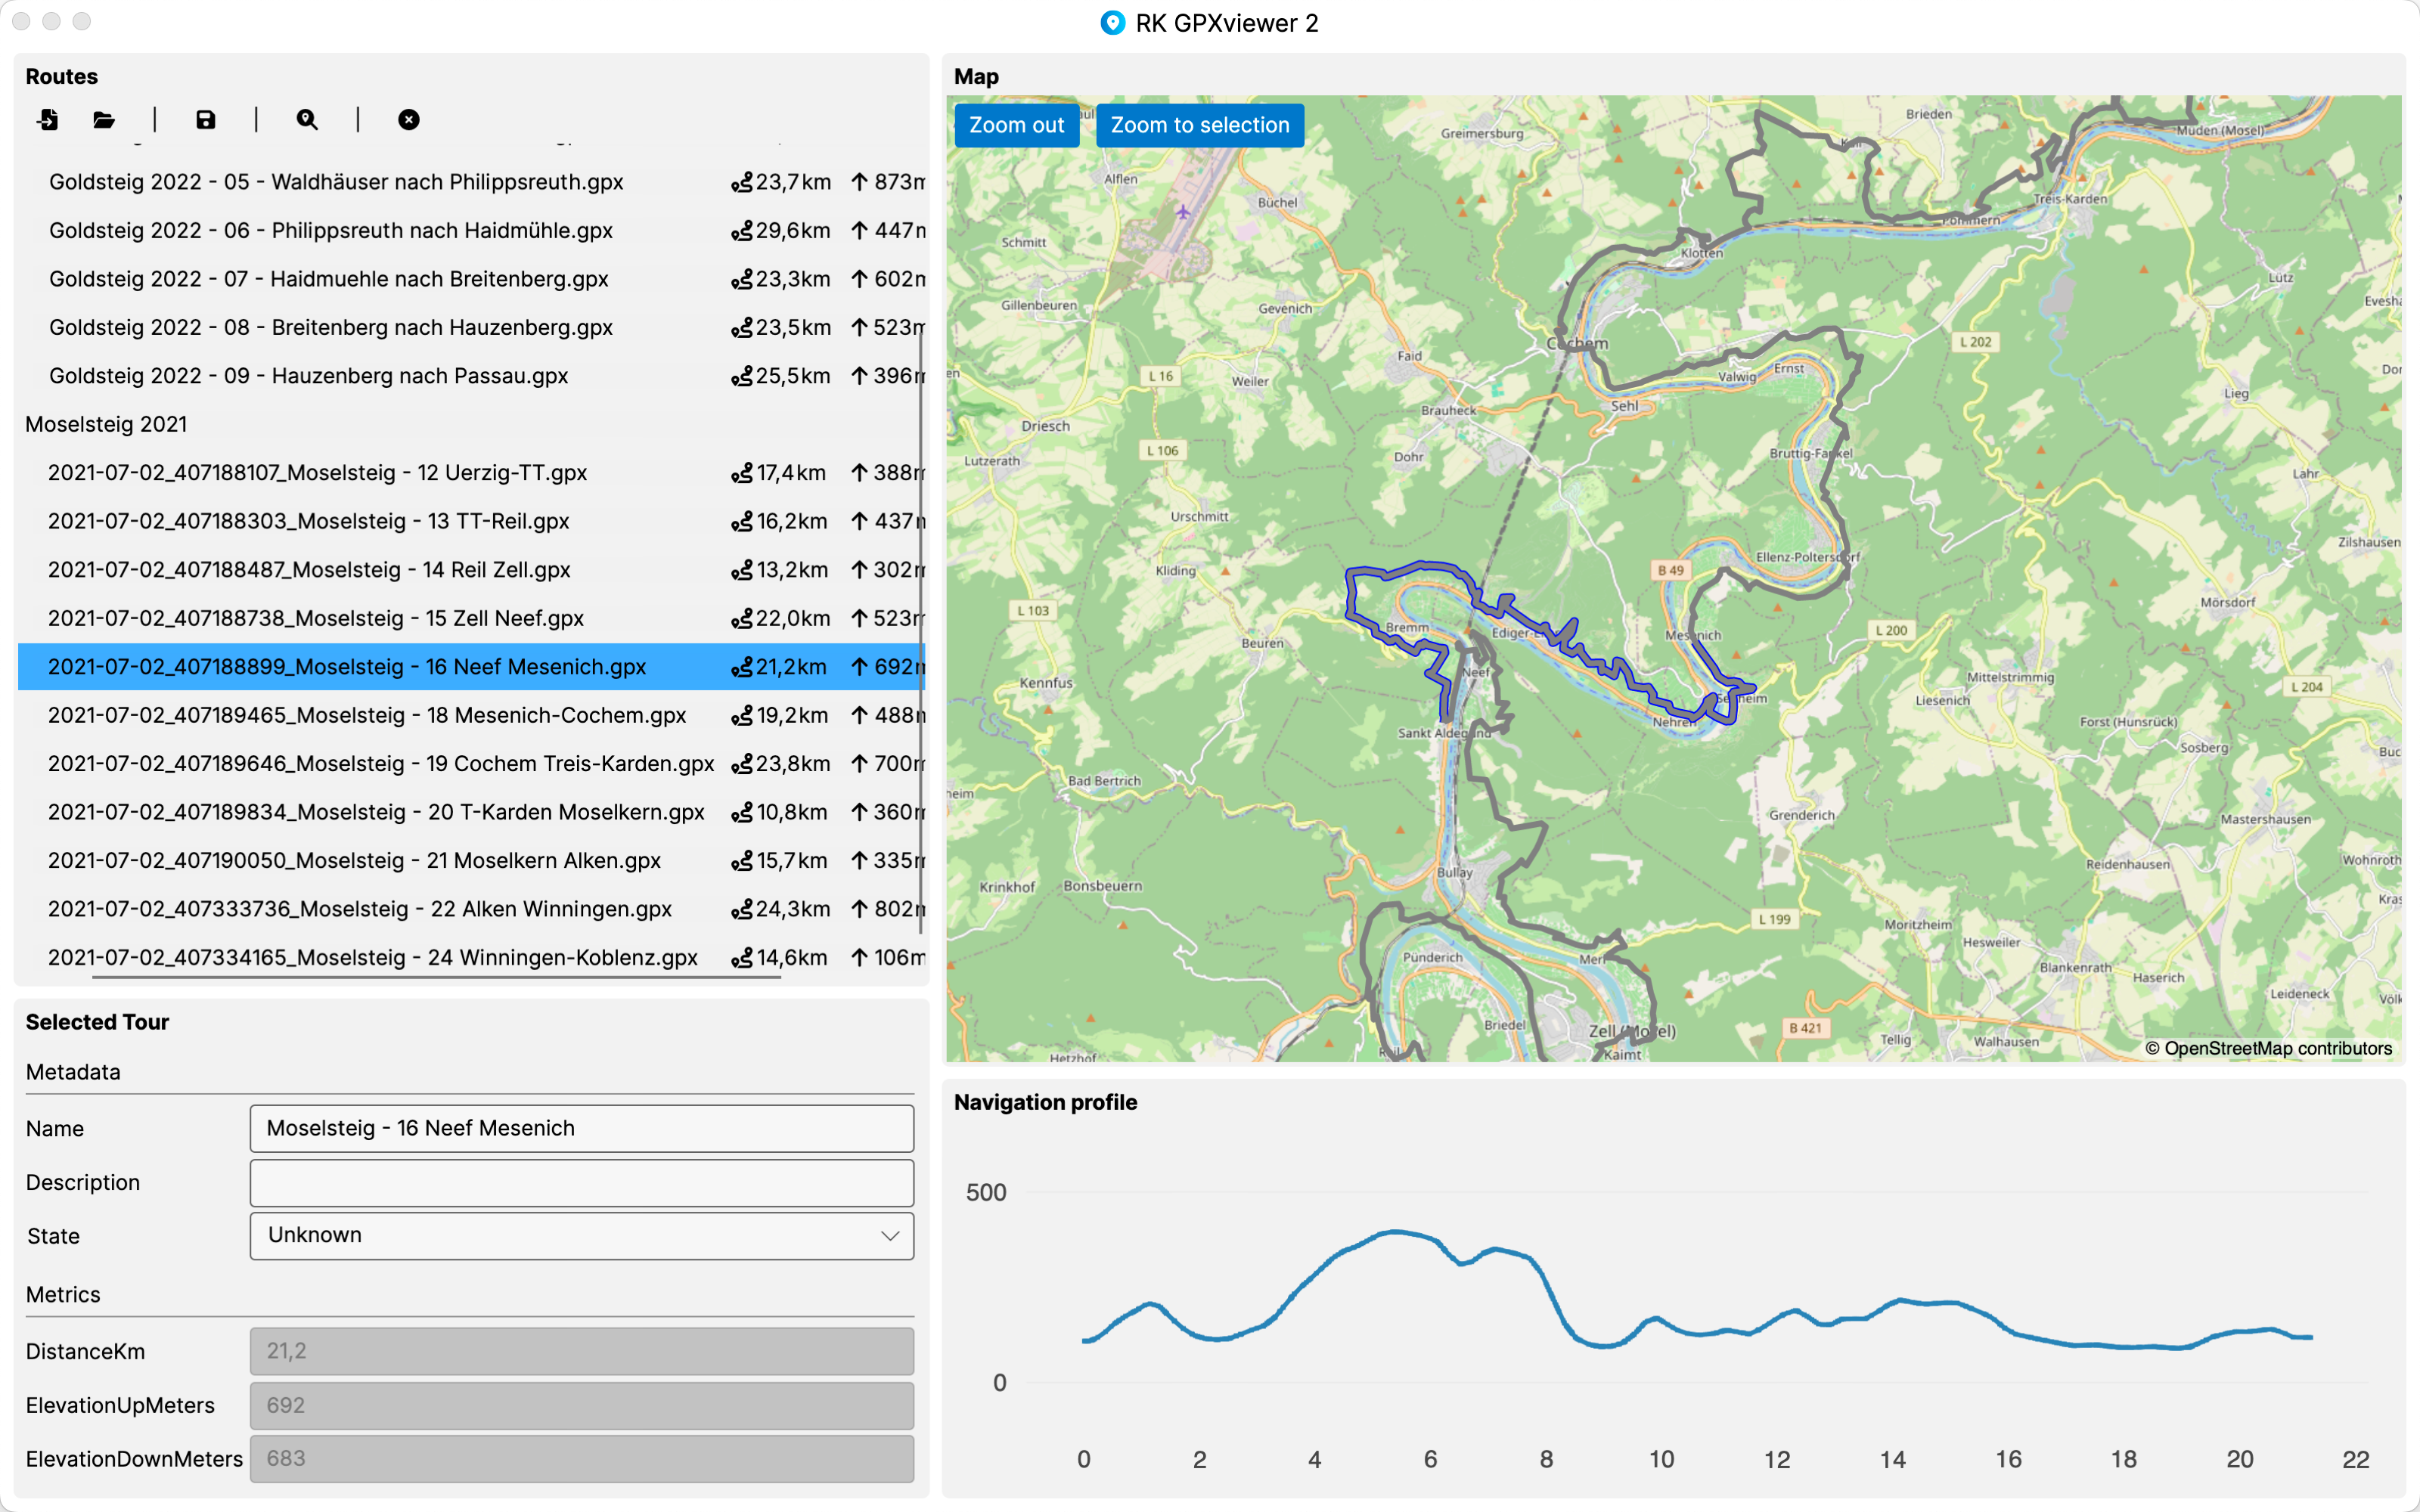 RK GPXviewer 2
Routes
Goldsteig 2022 - 05 - Waldhäuser nach Philippsreuth.gpx 23,7km 873m
Goldsteig 2022 - 06 - Philippsreuth nach Haidmühle.gpx 29,6km 447m
Goldsteig 2022 - 07 - Haidmuehle nach Breitenberg.gpx 23,3km 602m
Goldsteig 2022 - 08 - Breitenberg nach Hauzenberg.gpx 23,5km 523m
Goldsteig 2022 - 09 - Hauzenberg nach Passau.gpx 25,5km 396m
Moselsteig 2021
2021-07-02_407188107_Moselsteig - 12 Uerzig-TT.gpx 17,4km 388m
2021-07-02_407188303_Moselsteig - 13 TT-Reil.gpx 16,2km 437m
2021-07-02_407188487_Moselsteig - 14 Reil Zell.gpx 13,2km 302m
2021-07-02_407188738_Moselsteig - 15 Zell Neef.gpx 22,0km 523m
2021-07-02_407188899_Moselsteig - 16 Neef Mesenich.gpx 21,2km 692m
2021-07-02_407189465_Moselsteig - 18 Mesenich-Cochem.gpx 19,2km 488m
2021-07-02_407189646_Moselsteig - 19 Cochem Treis-Karden.gpx 23,8km 700m
2021-07-02_407189834_Moselsteig - 20 T-Karden Moselkern.gpx 10,8km 360m
2021-07-02_407190050_Moselsteig - 21 Moselkern Alken.gpx 15,7km 335m
2021-07-02_407333736_Moselsteig - 22 Alken Winningen.gpx 24,3km 802m
2021-07-02_407334165_Moselsteig - 24 Winningen-Koblenz.gpx 14,6km 106m
Selected Tour
Metadata
Name Moselsteig - 16 Neef Mesenich
Description
State Unknown
Metrics
DistanceKm 21,2
ElevationUpMeters 692
ElevationDownMeters 683
Map
Zoom out Zoom to selection
Greimersburg
Brieden
Müden (Mosel)
Alflen
Büchel
Treis-Karden
Pommern
Schmitt
Klotten
Lütz
Gillenbeuren
Gevenich
Cochem
L 202
Faid
L 16
Weiler
Valwig
Ernst
Lieg
Sehl
Brauheck
Driesch
L 106
Lutzerath
Dohr
Bruttig-Fankel
Lahr
Urschmitt
Zilshausen
Ellenz-Poltersdorf
Kliding
B 49
L 103
Mörsdorf
Bremm
Ediger-E
L 200
Mesenich
Beuren
Neef
Kennfus
Mittelstrimmig
L 204
Senheim
Liesenich
Nehren
Forst (Hunsrück)
Sankt Aldegund
Sosberg
Bad Bertrich
Grenderich
Mastershausen
Reidenhausen
Wohnroth
Bullay
Krinkhof
Bonsbeuern
L 199
Moritzheim
Pünderich
Merl
Hesweiler
Blankenrath
Haserich
Leideneck
Briedel
Zell (Mosel)
B 421
Tellig
Walhausen
Hetzhof
Reil
Kaimt
© OpenStreetMap contributors
Navigation profile
500
0
0 2 4 6 8 10 12 14 16 18 20 22